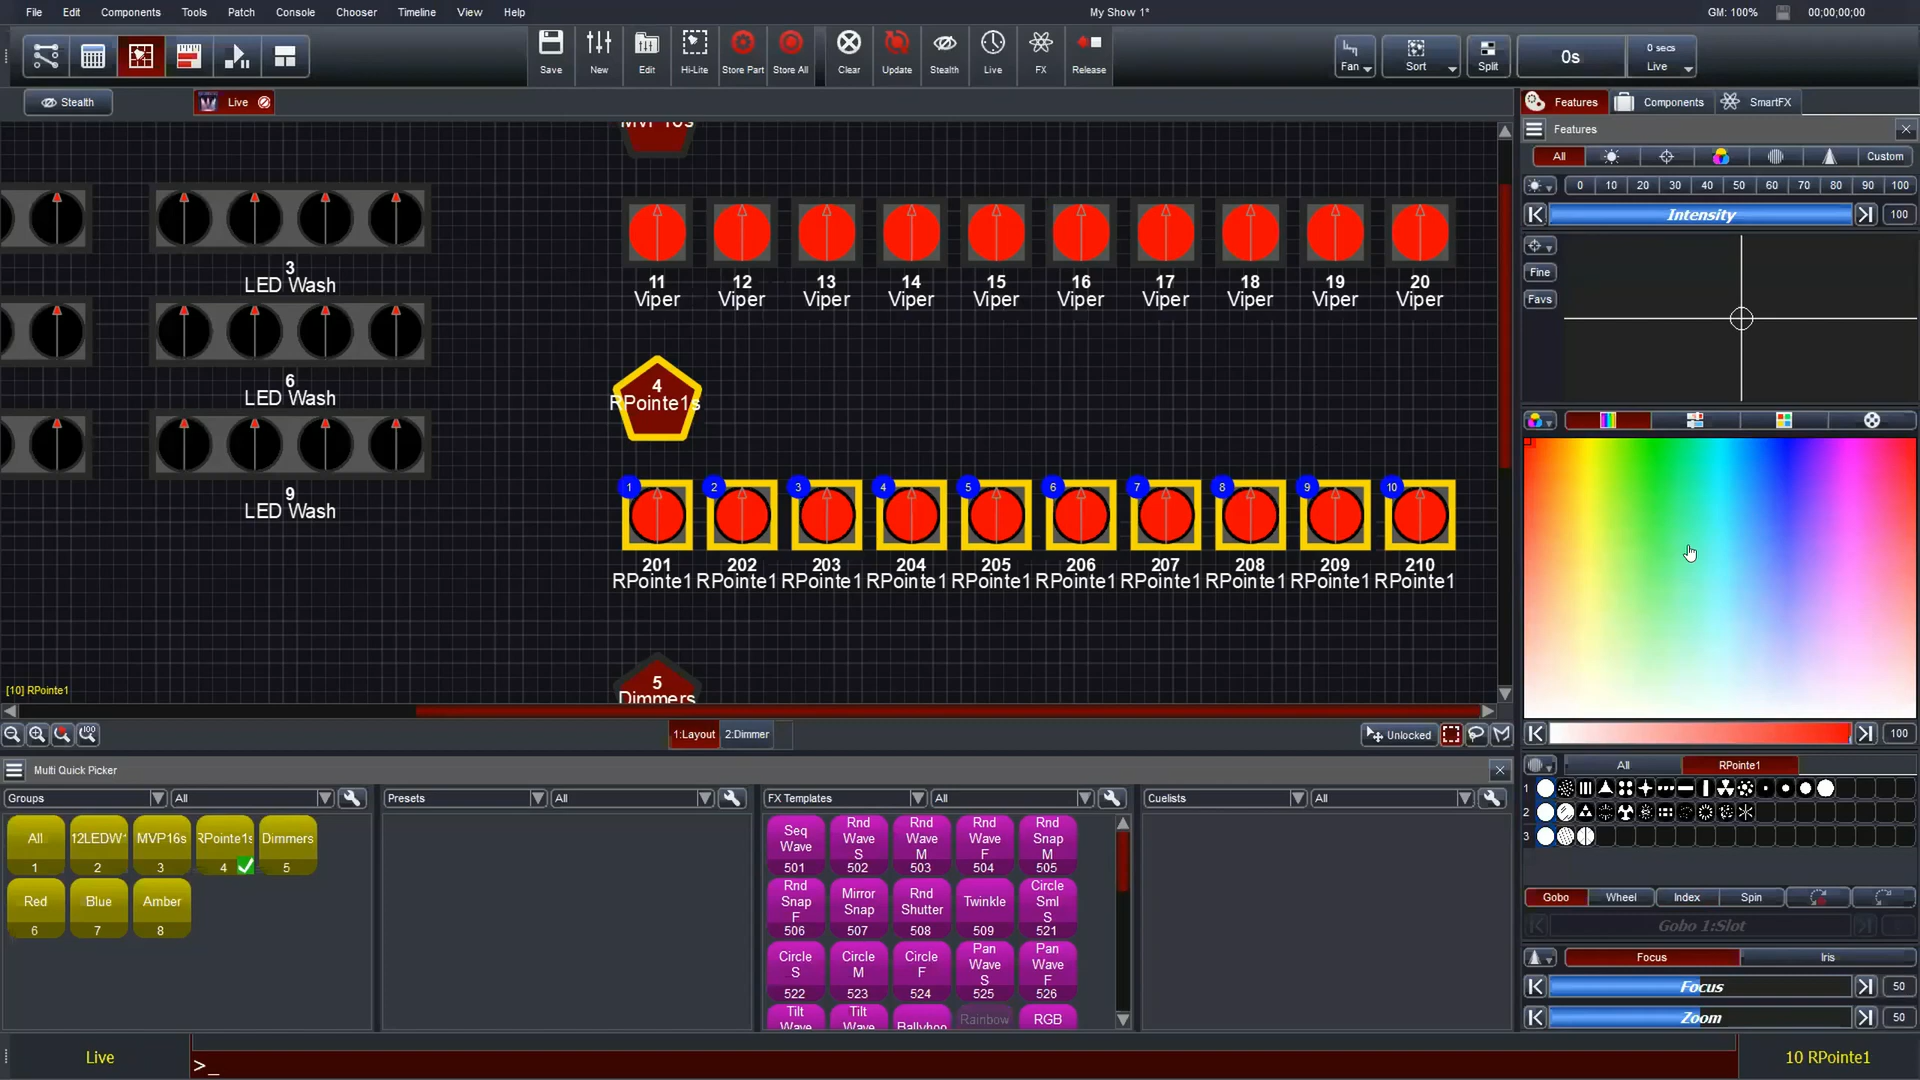 File Edit Components Tools Patch Console Chooser Timeline View Help My Show 1* GM: 100% 00;00;00;00
Save New Edit Hi-Lite Store Part Store All Clear Update Stealth Live FX Release Fan Sort Split 0s 0 secs Live
Stealth Live Features Components SmartFX
Features
All Custom
0 10 20 30 40 50 60 70 80 90 100
Intensity 100
Fine
Favs
MVP16s
3
LED Wash
6
LED Wash
9
LED Wash
11 12 13 14 15 16 17 18 19 20
Viper Viper Viper Viper Viper Viper Viper Viper Viper Viper
4
RPointe1s
1 2 3 4 5 6 7 8 9 10
201 202 203 204 205 206 207 208 209 210
RPointe1 RPointe1 RPointe1 RPointe1 RPointe1 RPointe1 RPointe1 RPointe1 RPointe1 RPointe1
5
Dimmers
[10] RPointe1
100 1:Layout 2:Dimmer Unlocked 100
Multi Quick Picker All RPointe1
Groups All Presets All FX Templates All Cuelists All
All 1
12LEDW 2
MVP16s 3
RPointe1s 4
Dimmers 5
Red 6
Blue 7
Amber 8
Seq Wave 501
Rnd Wave S 502
Rnd Wave M 503
Rnd Wave F 504
Rnd Snap M 505
Rnd Snap F 506
Mirror Snap 507
Rnd Shutter 508
Twinkle 509
Circle Sml S 521
Circle S 522
Circle M 523
Circle F 524
Pan Wave S 525
Pan Wave F 526
Tilt Wave
Tilt Wave
Ballyhoo
Rainbow
RGB
1
2
3
Gobo Wheel Index Spin
Gobo 1:Slot
Focus Iris
Focus 50
Zoom 50
Live >_ 10 RPointe1